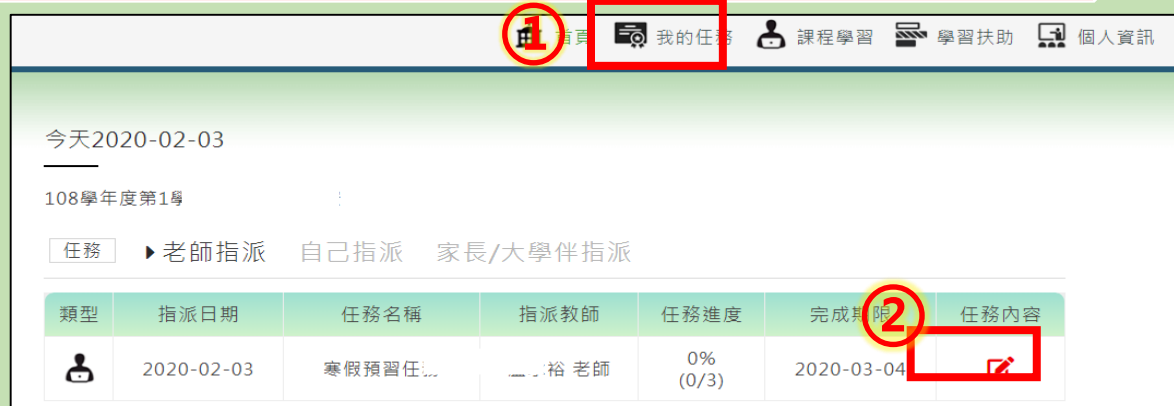 ① 首頁 我的任務 課程學習 學習扶助 個人資訊
今天2020-02-03
108學年度第1學
任務 老師指派 自己指派 家長/大學伴指派
類型 指派日期 任務名稱 指派教師 任務進度 完成期限 ② 任務內容
2020-02-03 寒假預習任務 裕 老師 0% 2020-03-04
(0/3)